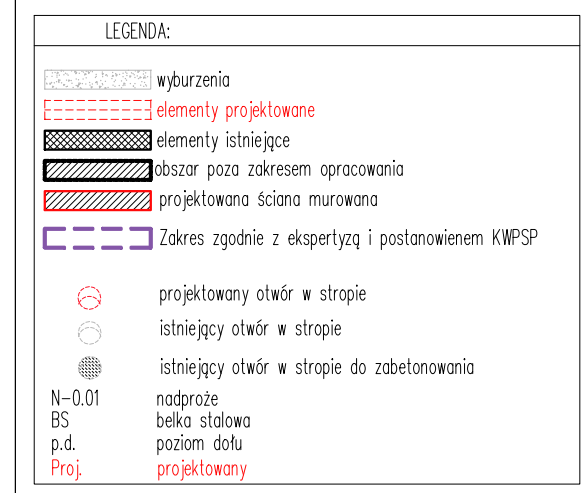 LEGENDA:
wyburzenia
elementy projektowane
elementy istniejące
obszar poza zakresem opracowania
projektowana ściana murowana
Zakres zgodnie z ekspertyzą i postanowienem KWPSP
projektowany otwór w stropie
istniejący otwór w stropie
istniejący otwór w stropie do zabetonowania
N-0.01 nadproże
BS belka stalowa
p.d. poziom dołu
Proj. projektowany